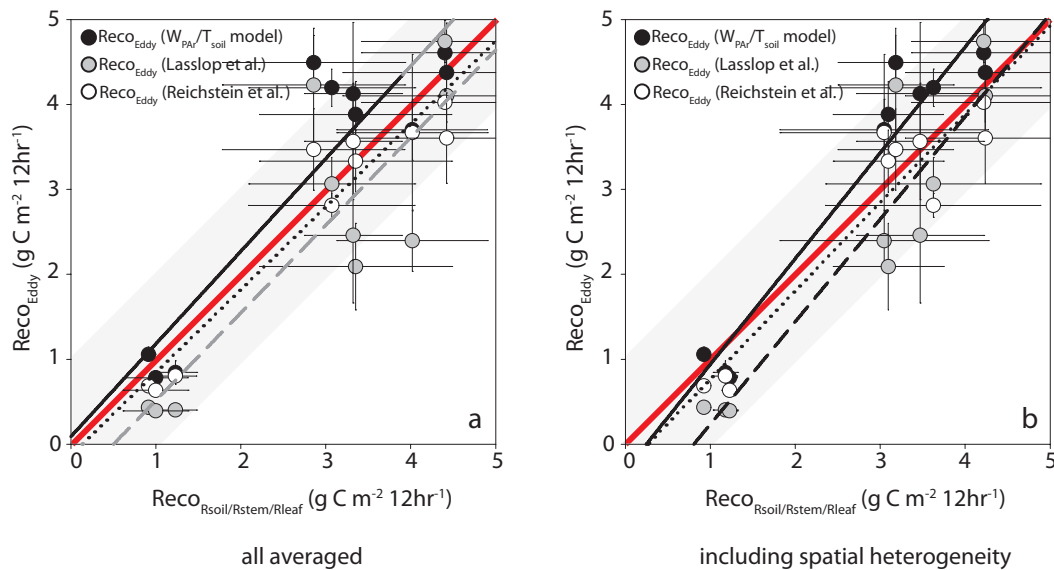 5
4
3
2
1
0
Reco_Eddy (g C m⁻² 12hr⁻¹)
Reco_Eddy (W_PAr/T_soil model)
Reco_Eddy (Lasslop et al.)
Reco_Eddy (Reichstein et al.)
a
0 1 2 3 4 5
Reco_Rsoil/Rstem/Rleaf (g C m⁻² 12hr⁻¹)
all averaged
5
4
3
2
1
0
Reco_Eddy (g C m⁻² 12hr⁻¹)
Reco_Eddy (W_PAr/T_soil model)
Reco_Eddy (Lasslop et al.)
Reco_Eddy (Reichstein et al.)
b
0 1 2 3 4 5
Reco_Rsoil/Rstem/Rleaf (g C m⁻² 12hr⁻¹)
including spatial heterogeneity